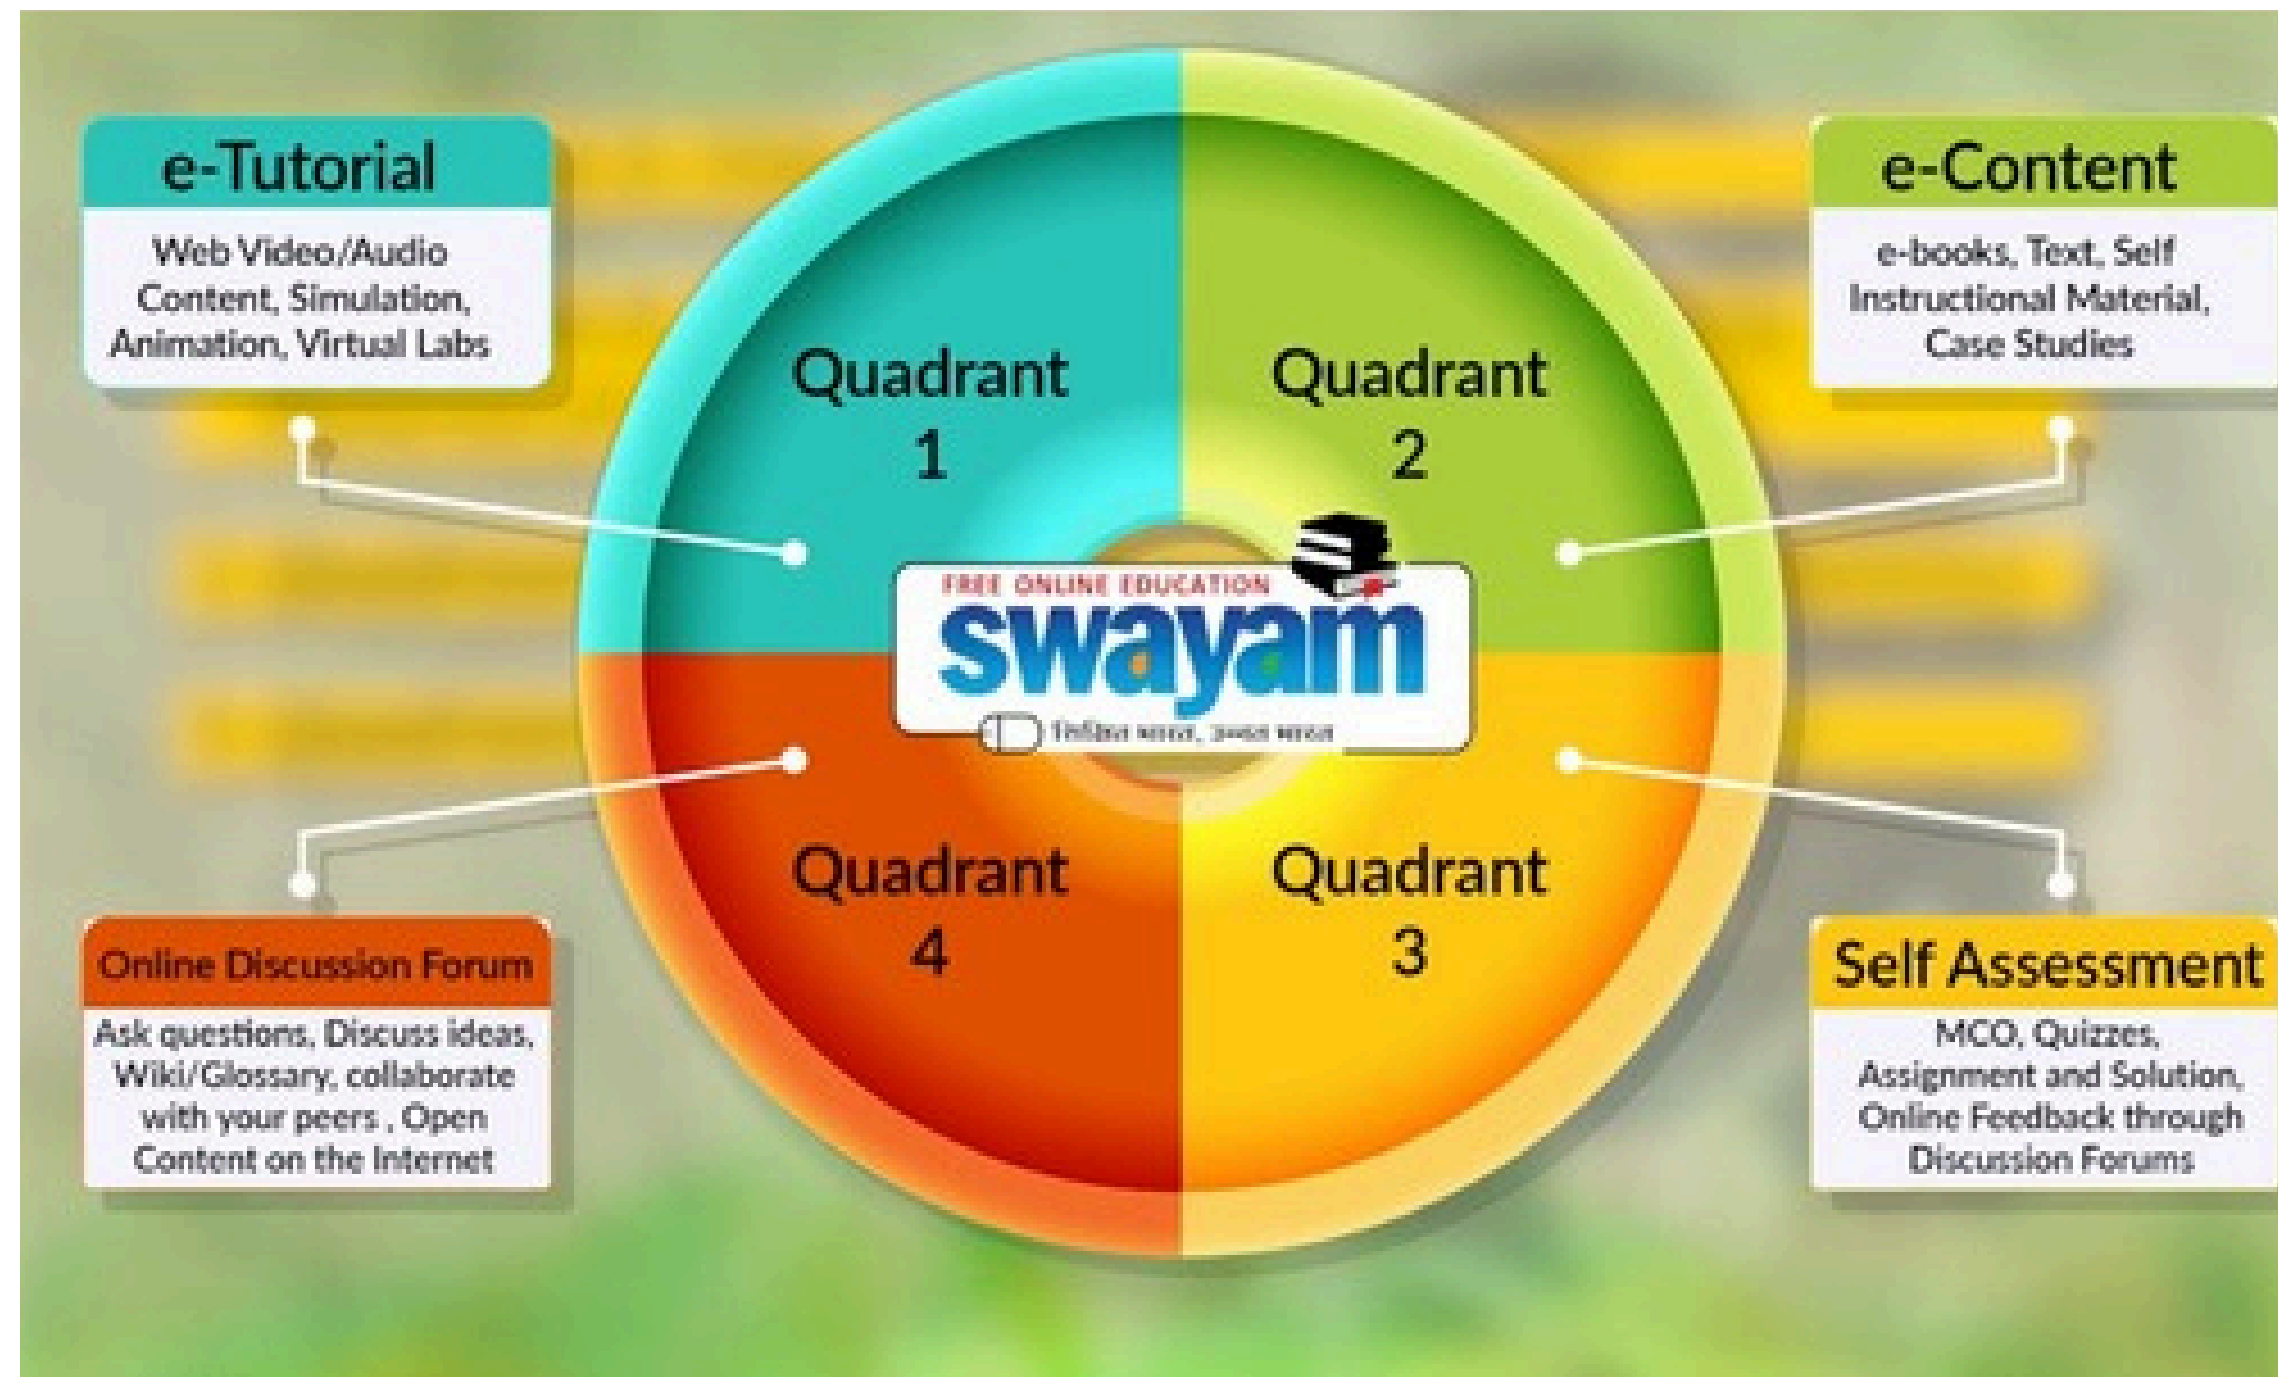 e-Tutorial
Web Video/Audio
Content, Simulation,
Animation, Virtual Labs
e-Content
e-books, Text, Self
Instructional Material,
Case Studies
Quadrant
1
Quadrant
2
FREE ONLINE EDUCATION
swayam
भारत, भारत
Quadrant
4
Quadrant
3
Online Discussion Forum
Ask questions, Discuss ideas,
Wiki/Glossary, collaborate
with your peers , Open
Content on the Internet
Self Assessment
MCO, Quizzes,
Assignment and Solution,
Online Feedback through
Discussion Forums